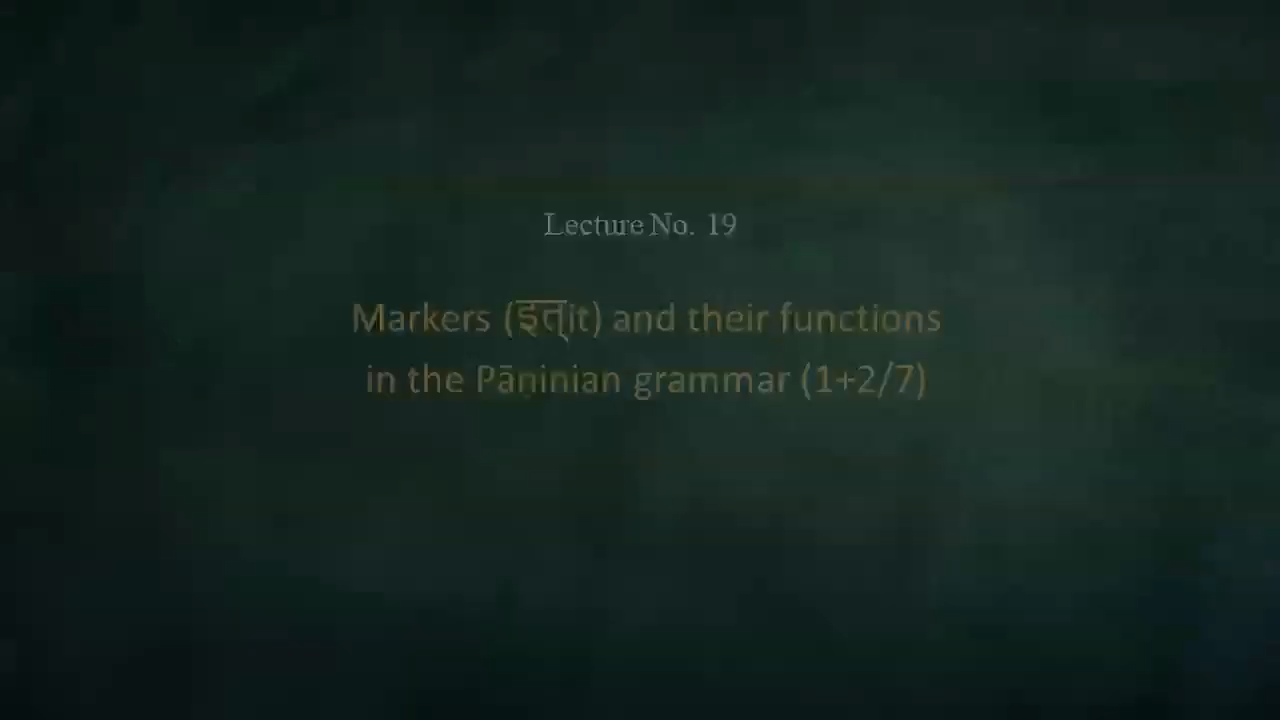 Lecture No. 19
Markers (इत्it) and their functions
in the Pāṇinian grammar (1+2/7)